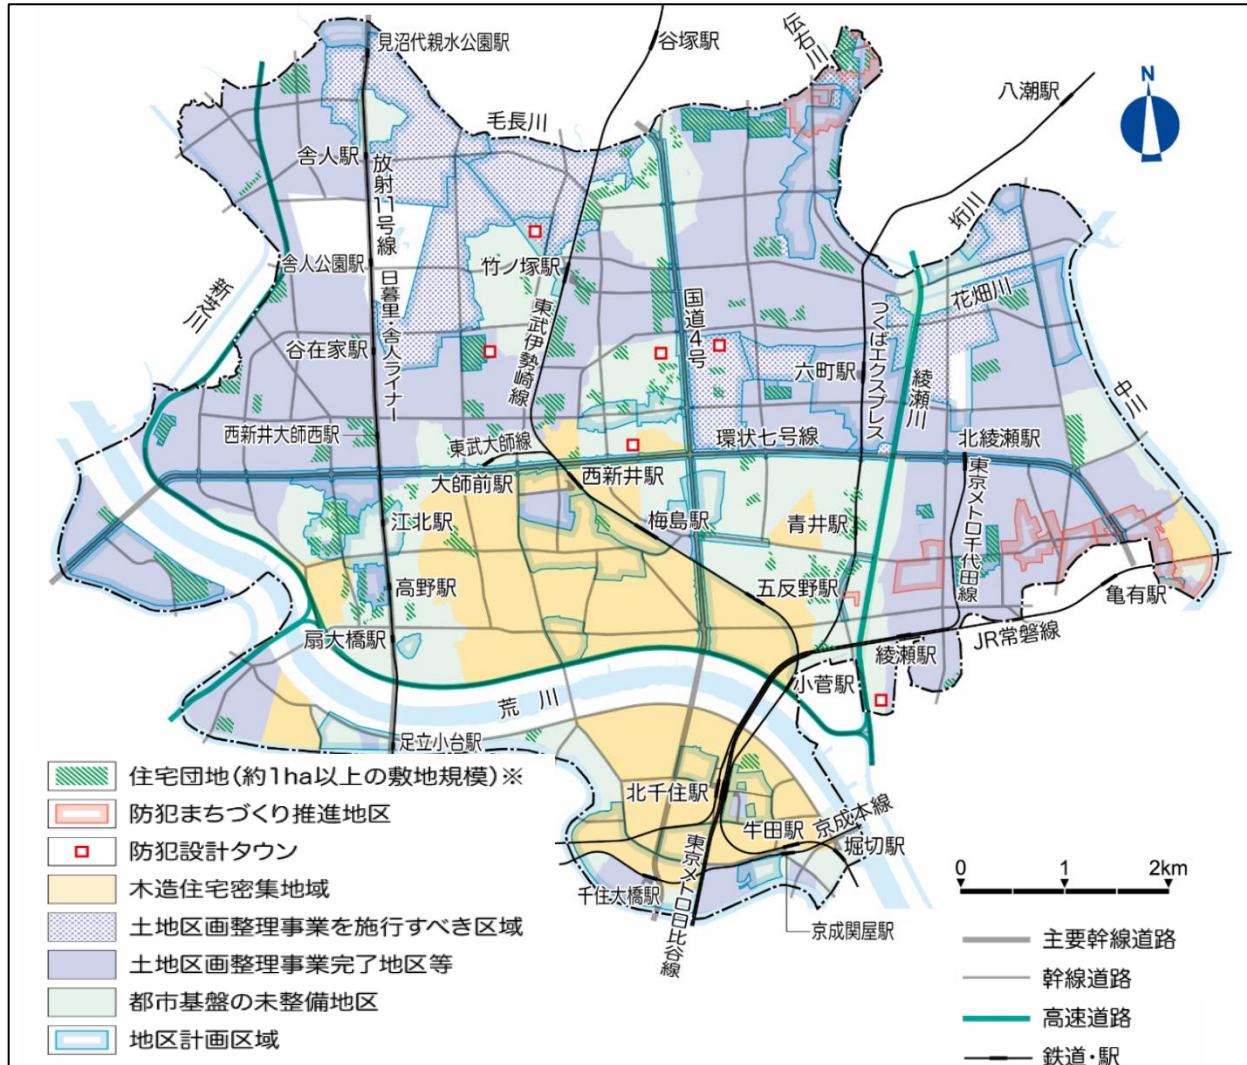 見沼代親水公園駅
谷塚駅
伝右川
八潮駅
N
毛長川
舎人駅
放射11号線
垳川
舎人公園駅
竹ノ塚駅
花畑川
新芝川
日暮里・舎人ライナー
東武伊勢崎線
国道4号
つくばエクスプレス
谷在家駅
六町駅
綾瀬川
中川
西新井大師西駅
東武大師線
環状七号線
北綾瀬駅
大師前駅
西新井駅
江北駅
梅島駅
青井駅
東京メトロ千代田線
高野駅
五反野駅
亀有駅
扇大橋駅
綾瀬駅
JR常磐線
小菅駅
荒川
足立小台駅
北千住駅
牛田駅
京成本線
堀切駅
千住大橋駅
東京メトロ日比谷線
京成関屋駅
住宅団地(約1ha以上の敷地規模)※
防犯まちづくり推進地区
防犯設計タウン
木造住宅密集地域
土地区画整理事業を施行すべき区域
土地区画整理事業完了地区等
都市基盤の未整備地区
地区計画区域
0 1 2km
主要幹線道路
幹線道路
高速道路
鉄道・駅